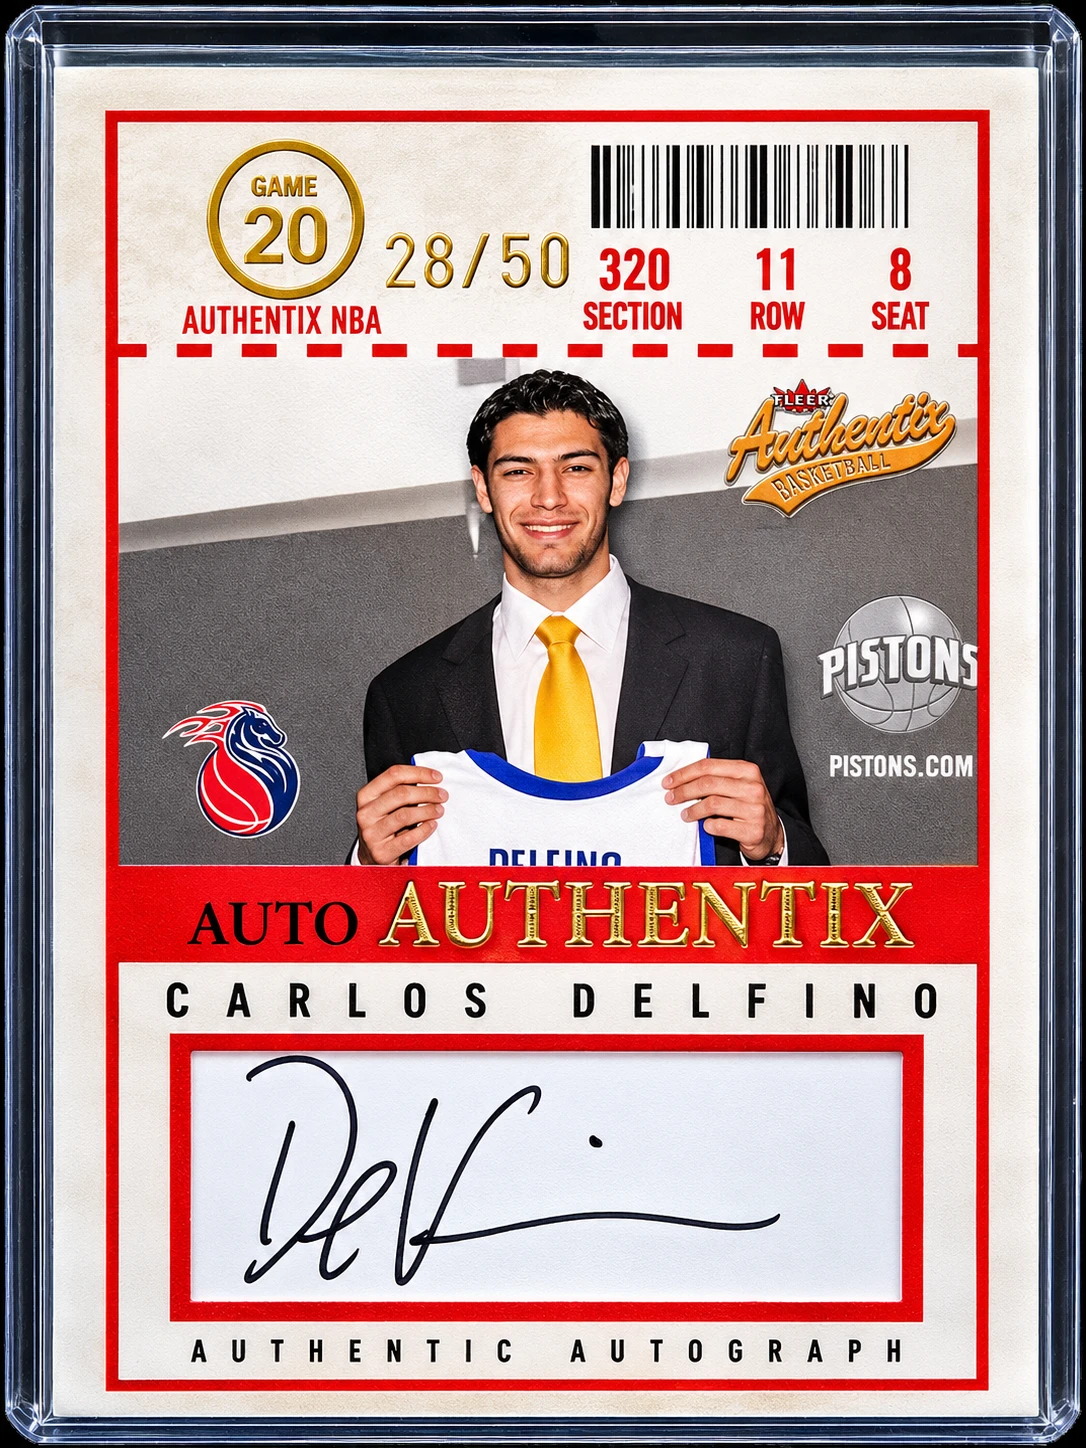 GAME
20
28/50
AUTHENTIX NBA
320 11 8
SECTION ROW SEAT
FLEER
Authentix
BASKETBALL
PISTONS
PISTONS.COM
DELFINO
AUTO AUTHENTIX
CARLOS DELFINO
AUTHENTIC AUTOGRAPH